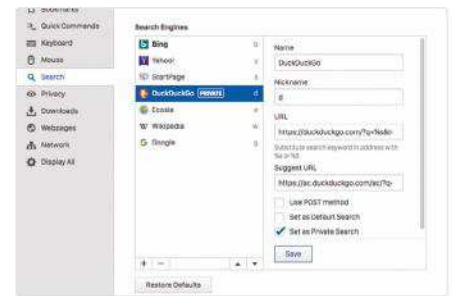 Bookmarks
Quick Commands
Keyboard
Mouse
Search
Privacy
Downloads
Webpages
Network
Display All
Search Engines
Bing b
Yahoo! y
StartPage s
DuckDuckGo PRIVATE d
Ecosia e
Wikipedia w
Google g
Restore Defaults
Name
DuckDuckGo
Nickname
d
URL
https://duckduckgo.com/?q=%s&
Substitute search keyword in address with
%s or %S
Suggest URL
https://ac.duckduckgo.com/ac/?q=
Use POST method
Set as Default Search
Set as Private Search
Save